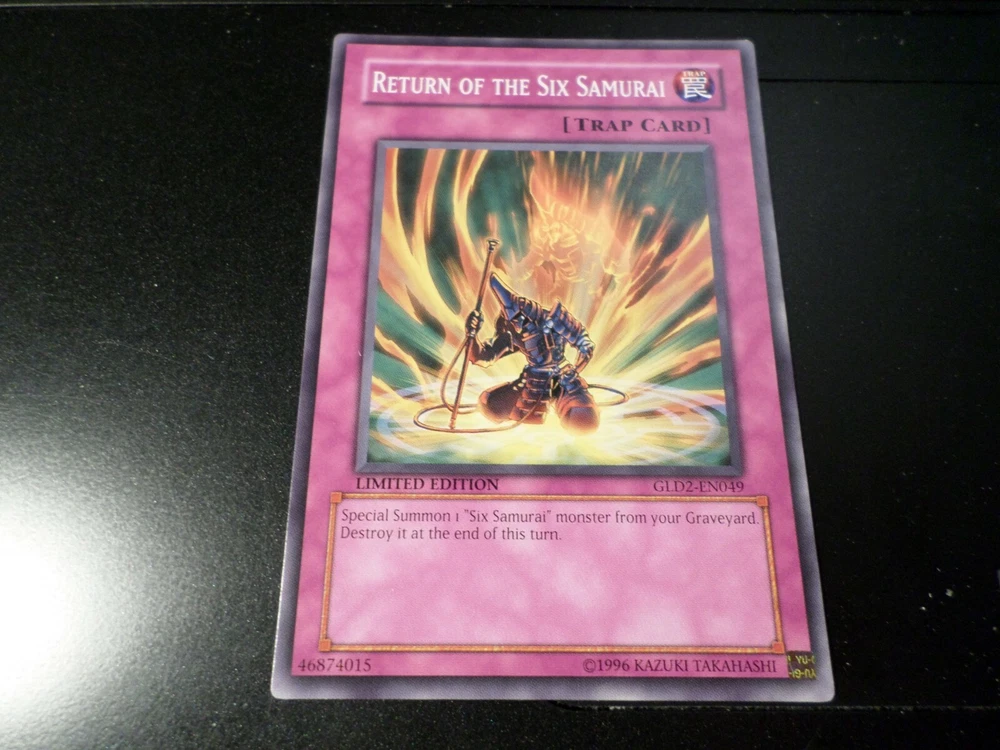 RETURN OF THE SIX SAMURAI
TRAP
罠
[TRAP CARD]
LIMITED EDITION GLD2-EN049
Special Summon 1 "Six Samurai" monster from your Graveyard.
Destroy it at the end of this turn.
46874015 ©1996 KAZUKI TAKAHASHI